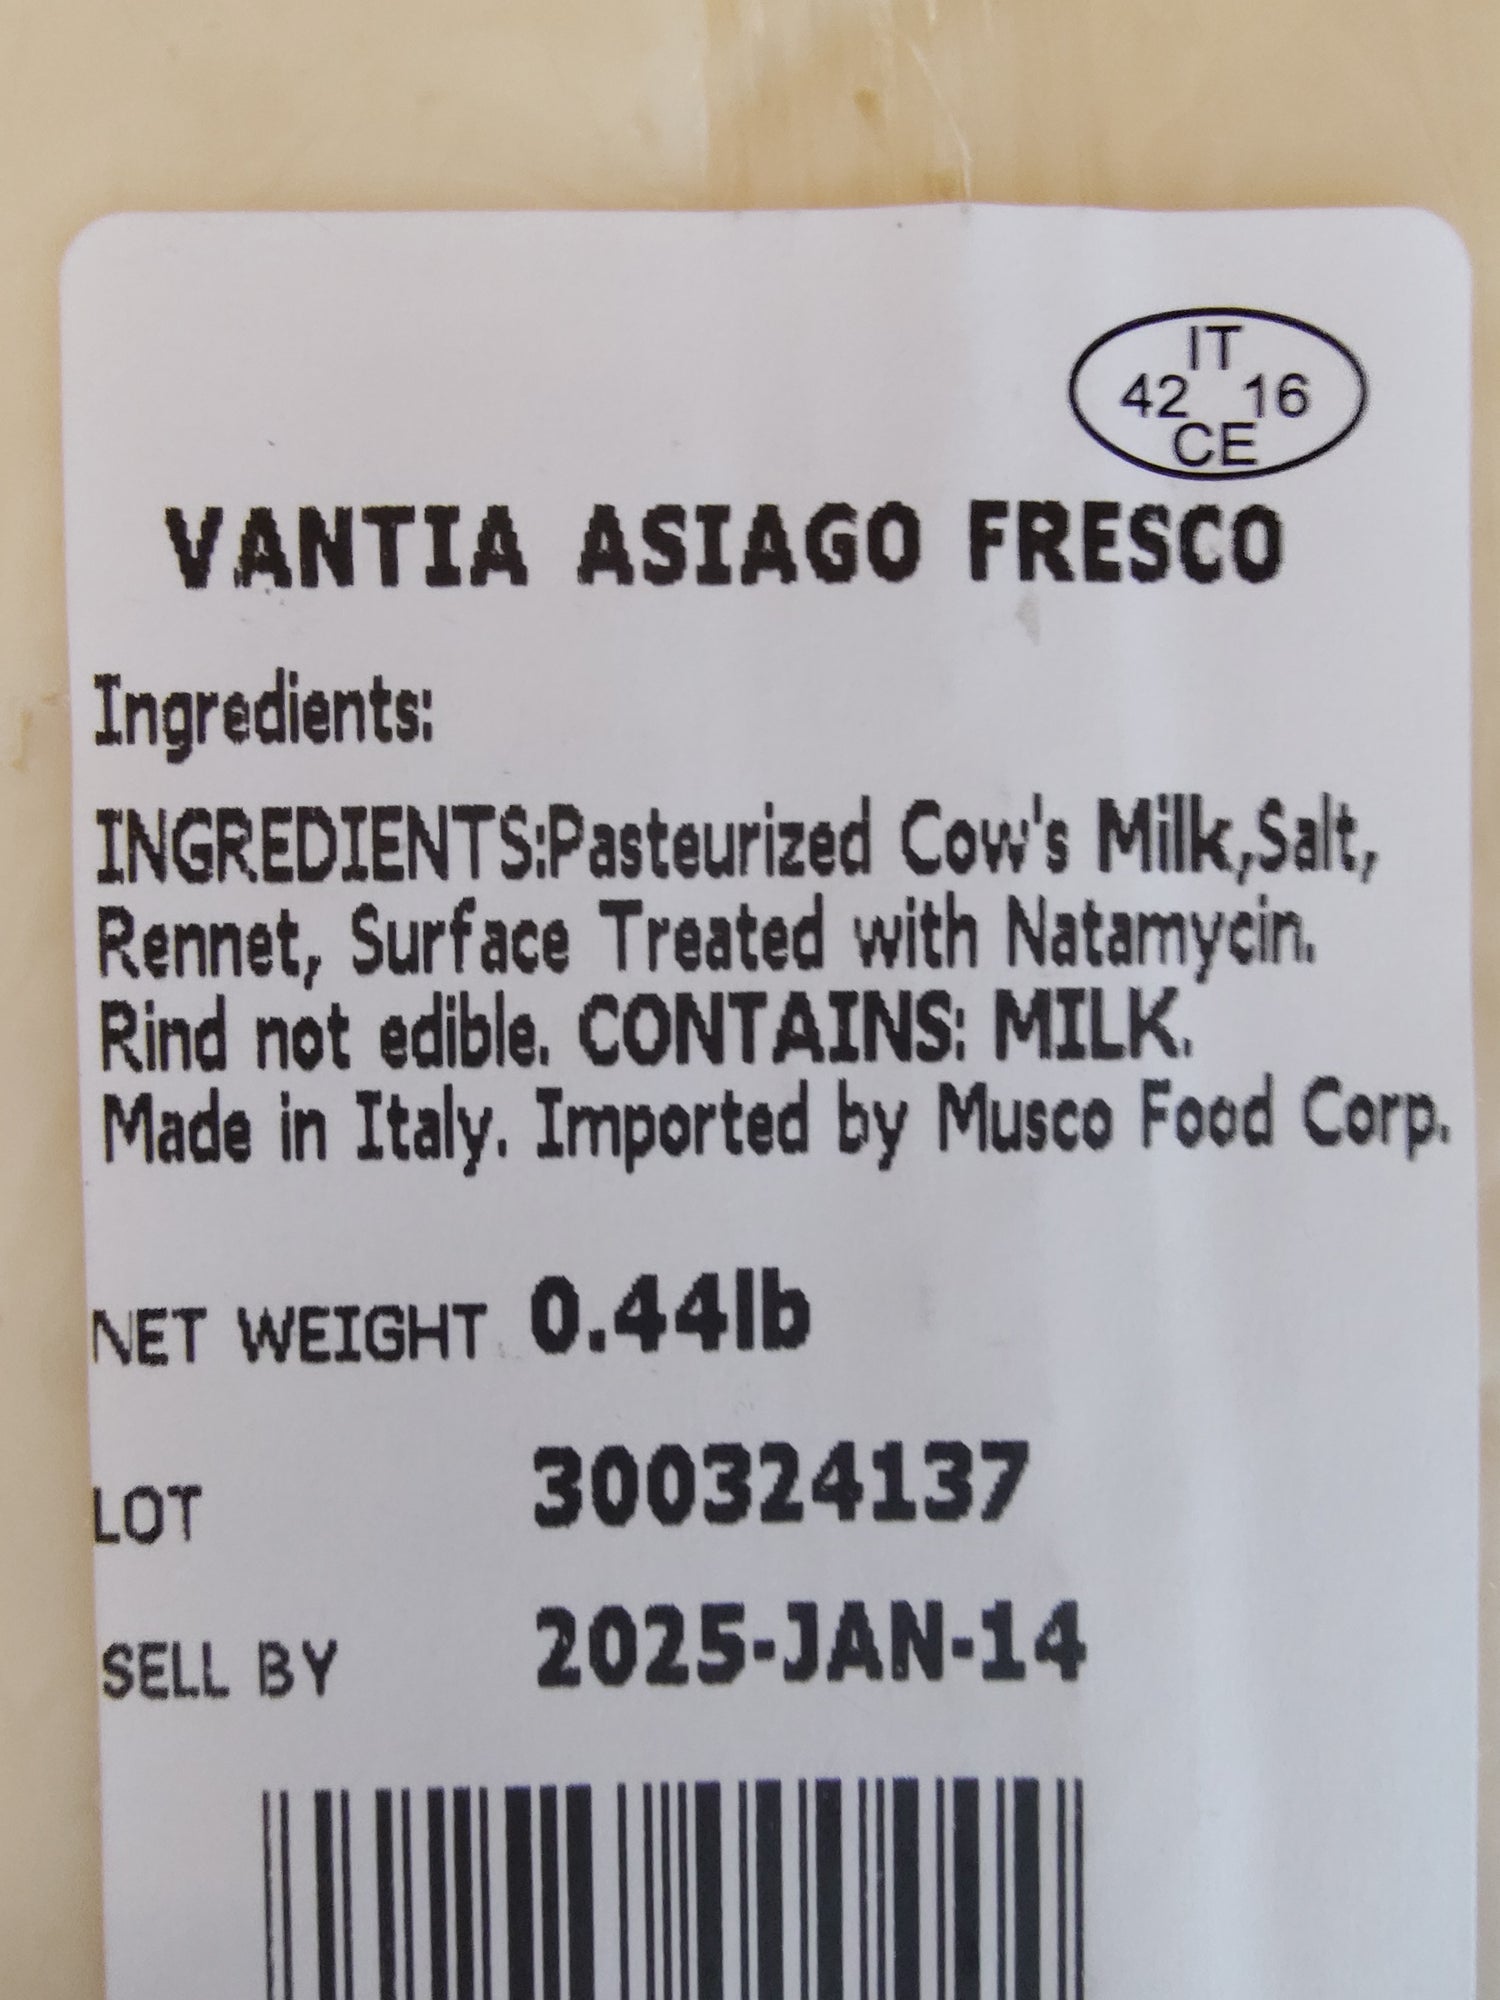 IT
42 16
CE
VANTIA ASIAGO FRESCO
Ingredients:
INGREDIENTS:Pasteurized Cow's Milk,Salt,
Rennet, Surface Treated with Natamycin.
Rind not edible. CONTAINS: MILK.
Made in Italy. Imported by Musco Food Corp.
NET WEIGHT 0.44lb
LOT 300324137
SELL BY 2025-JAN-14